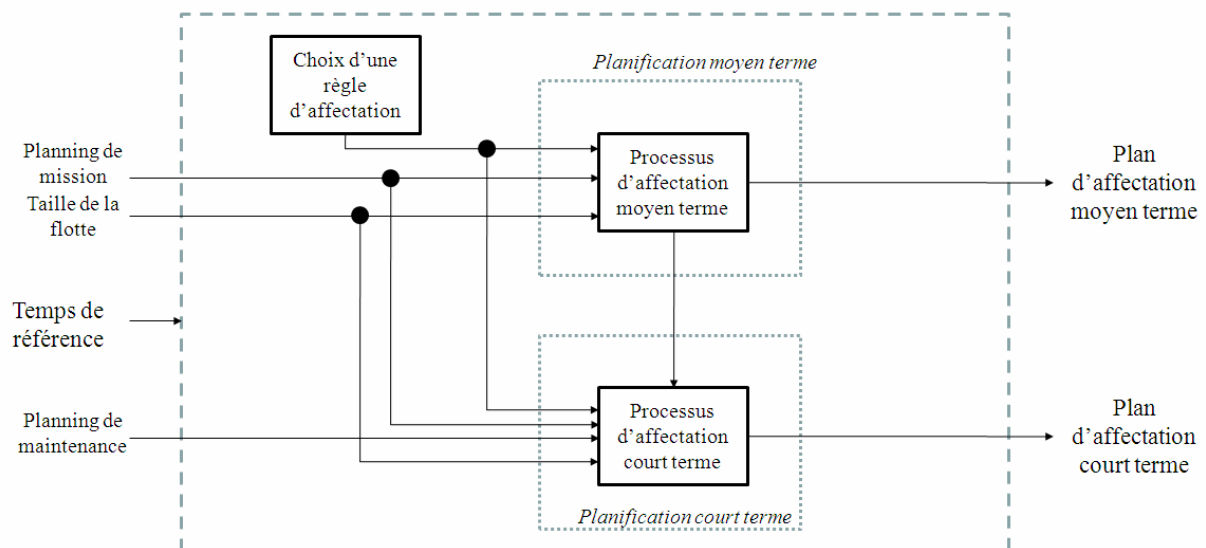 Choix d'une
règle
d'affectation
Planification moyen terme
Planning de
mission
Taille de la
flotte
Processus
d'affectation
moyen terme
Plan
d'affectation
moyen terme
Temps de
référence
Planning de
maintenance
Processus
d'affectation
court terme
Plan
d'affectation
court terme
Planification court terme